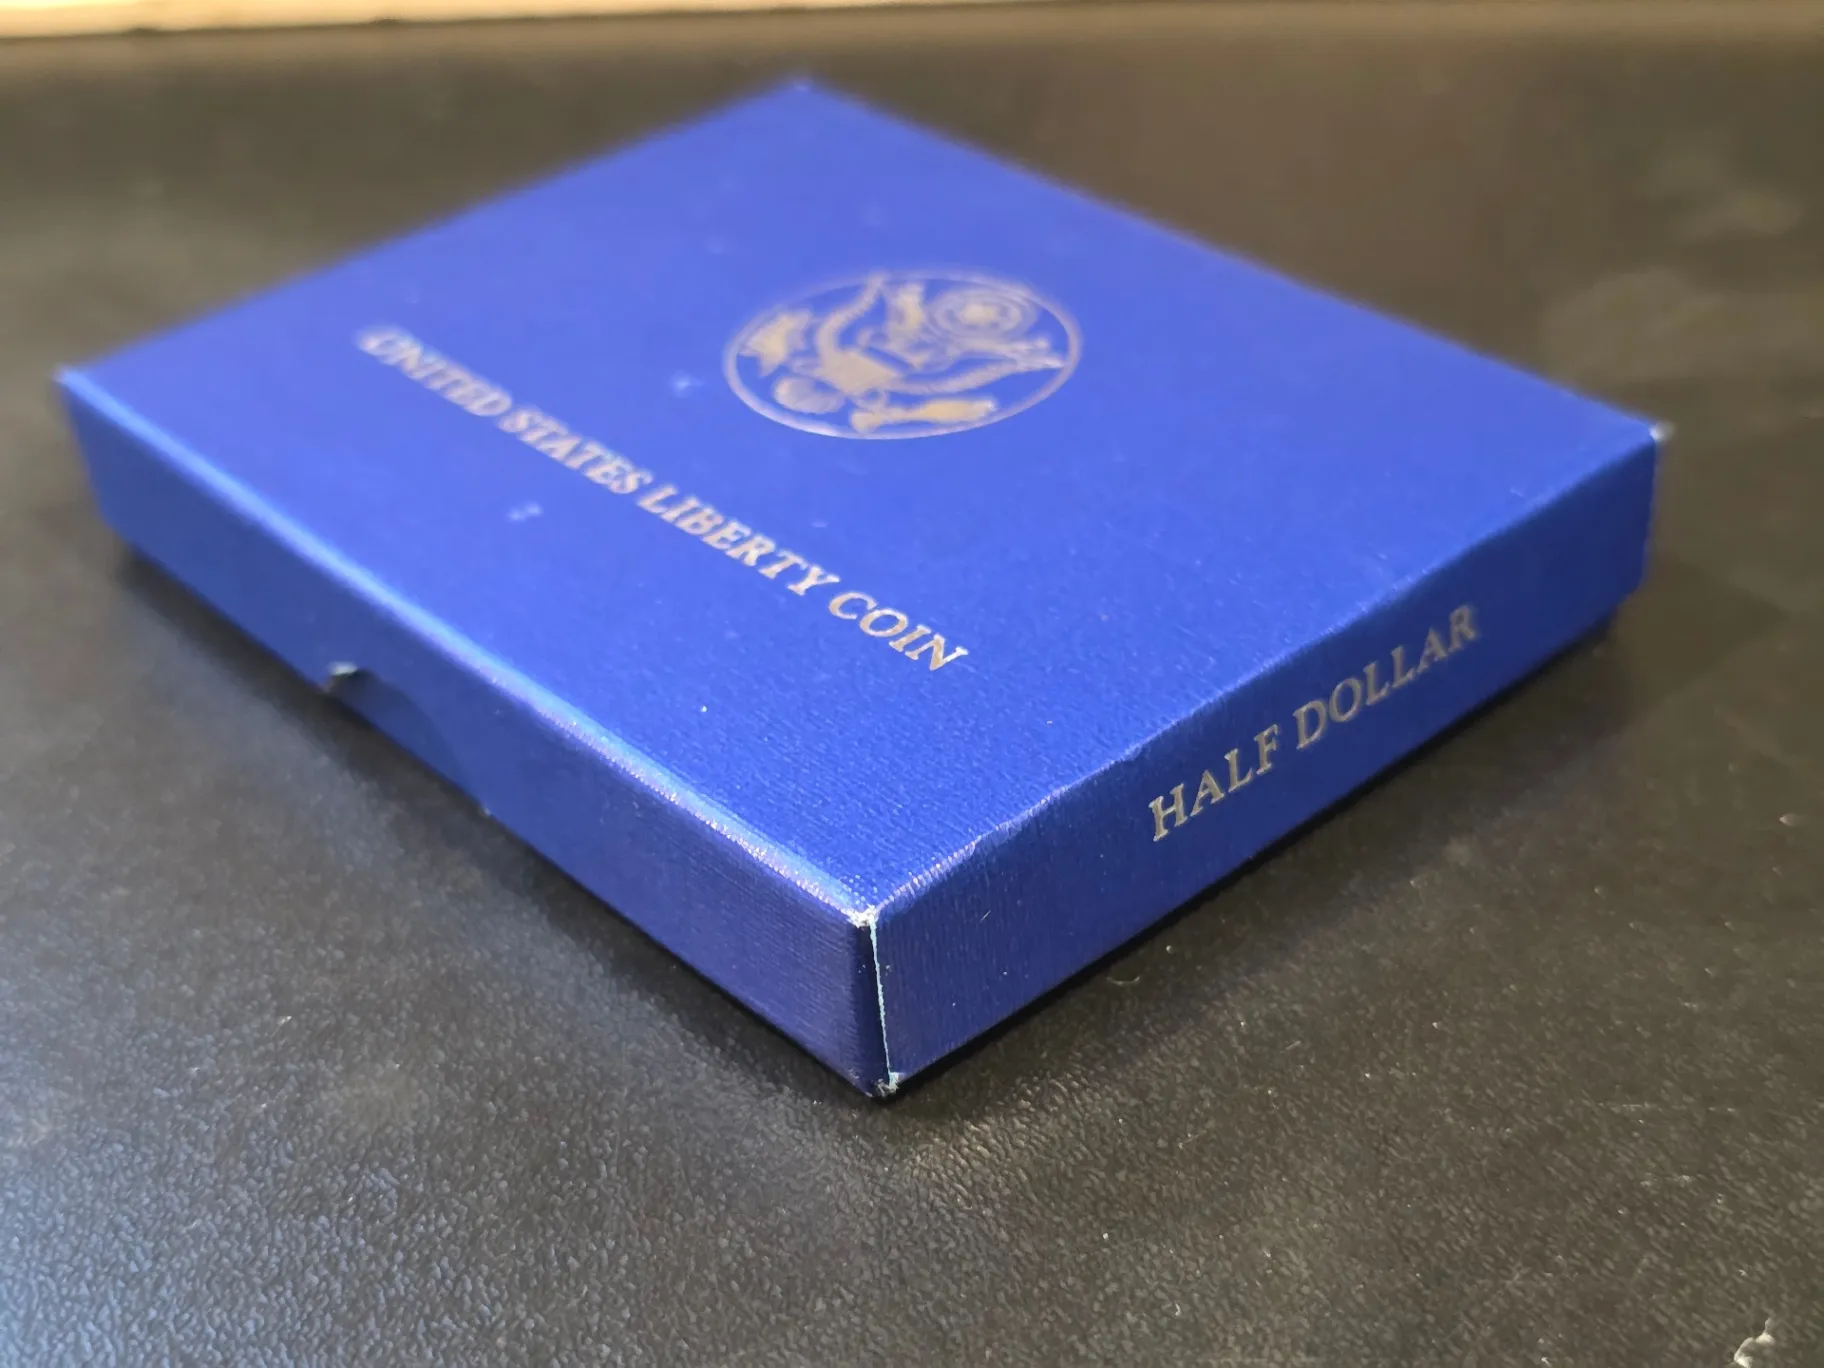 UNITED STATES LIBERTY COIN
HALF DOLLAR